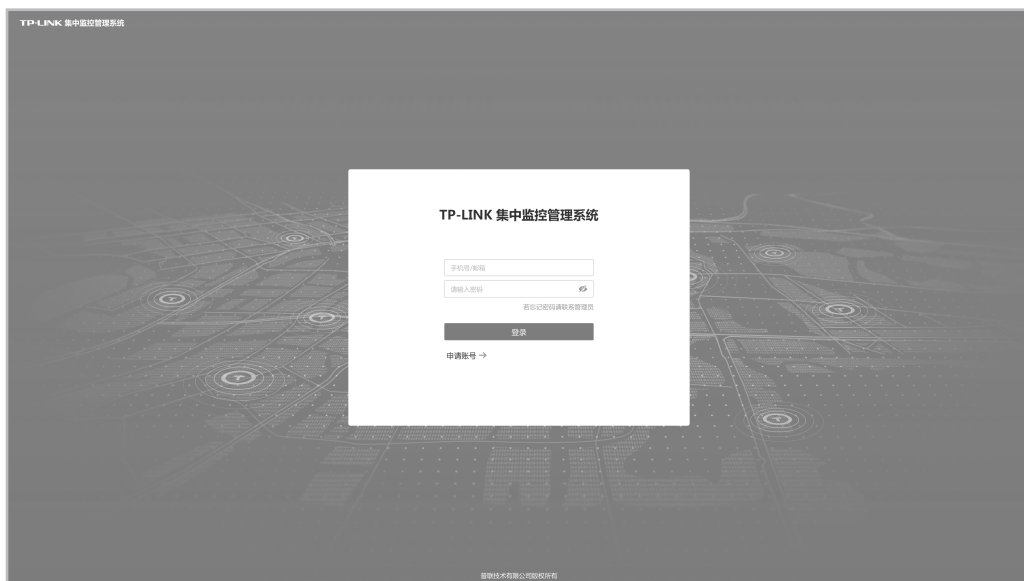 TP-LINK 集中监控管理系统
TP-LINK 集中监控管理系统
手机号/邮箱
请输入密码
若忘记密码请联系管理员
登录
申请账号 →
普联技术有限公司版权所有